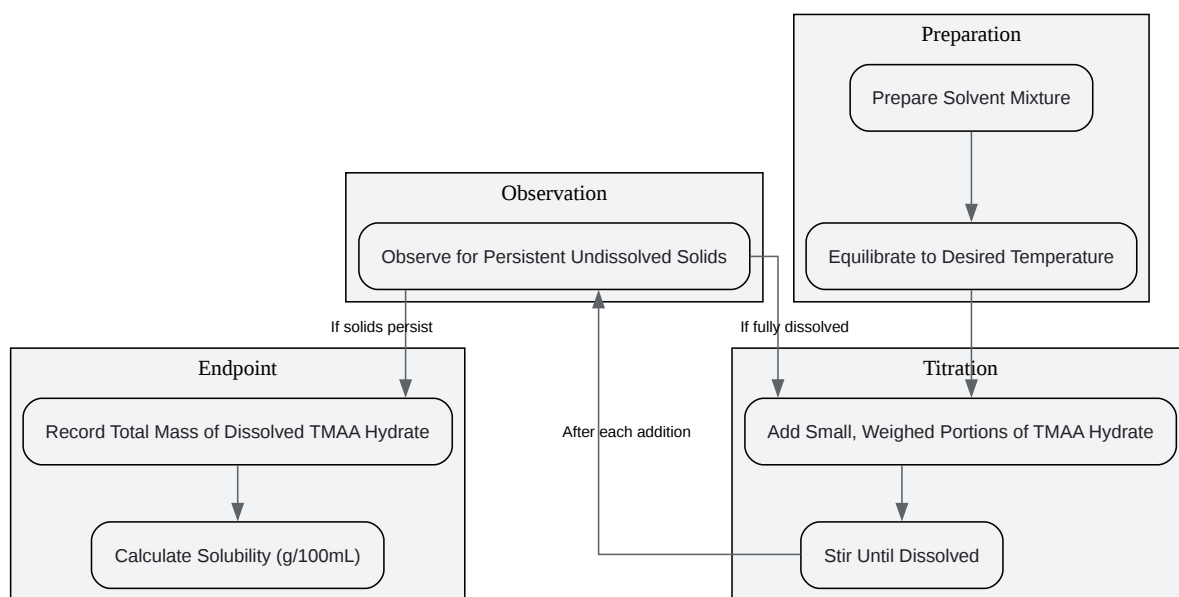 Preparation
Prepare Solvent Mixture
Equilibrate to Desired Temperature
Observation
Observe for Persistent Undissolved Solids
If solids persist
If fully dissolved
Endpoint
Record Total Mass of Dissolved TMAA Hydrate
Calculate Solubility (g/100mL)
After each addition
Titration
Add Small, Weighed Portions of TMAA Hydrate
Stir Until Dissolved